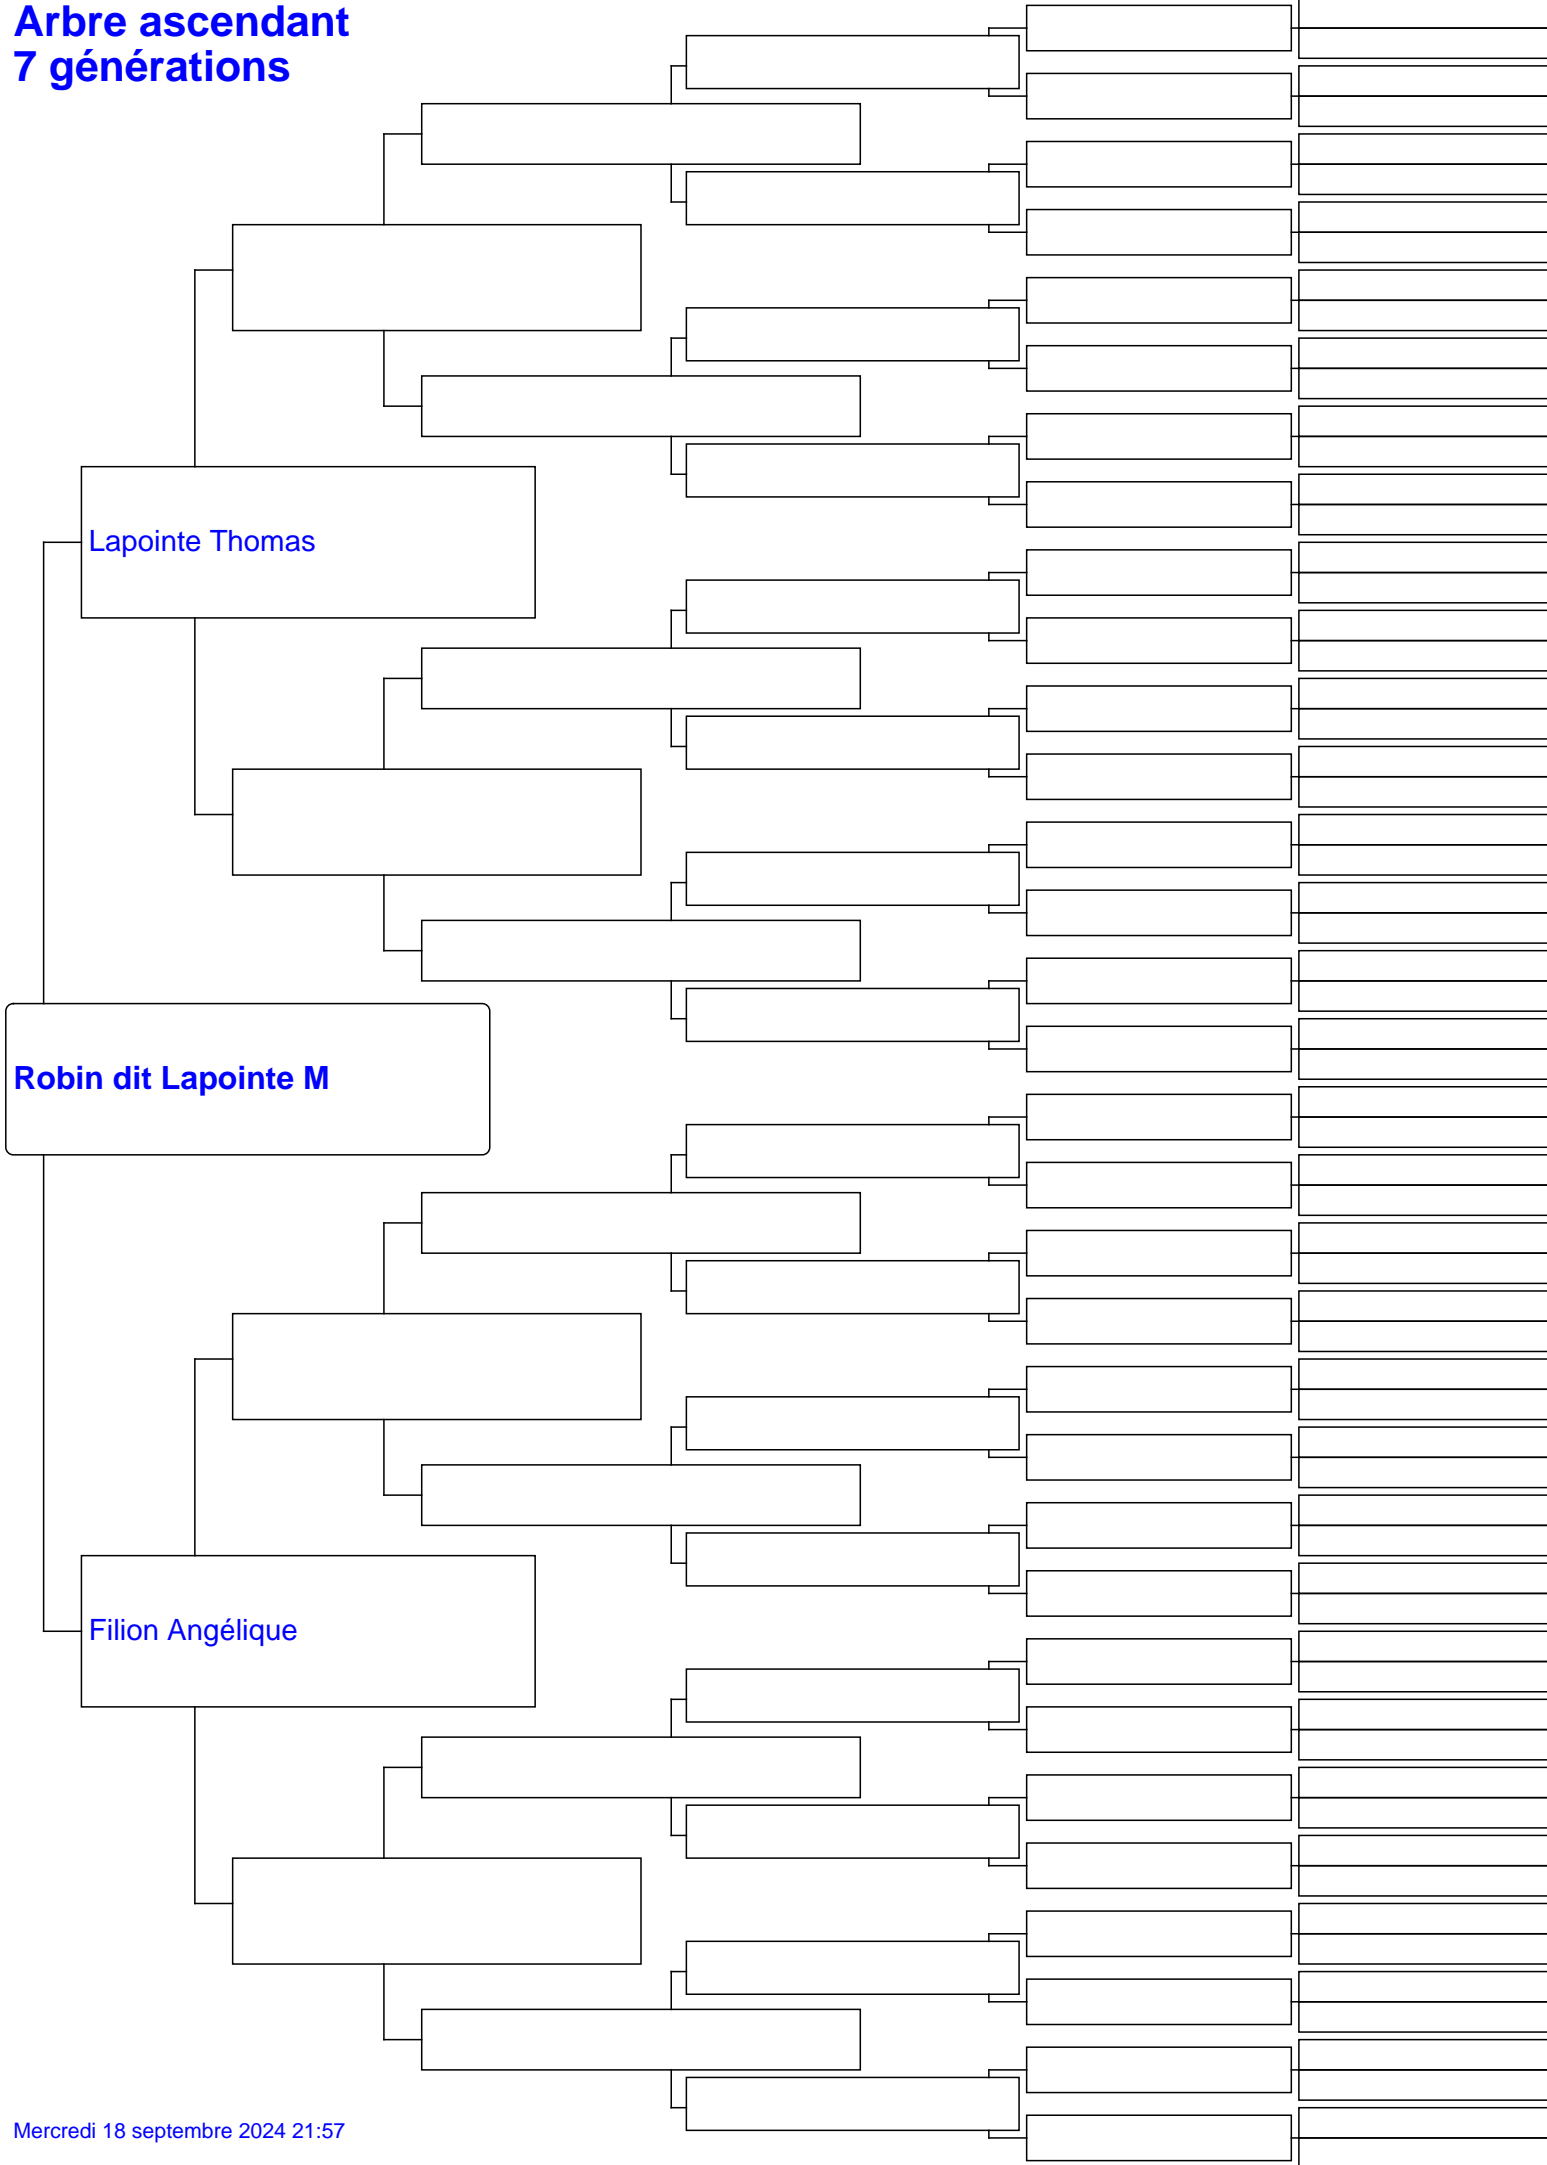 Arbre ascendant
7 générations
Lapointe Thomas
Robin dit Lapointe M
Filion Angélique
Mercredi 18 septembre 2024 21:57